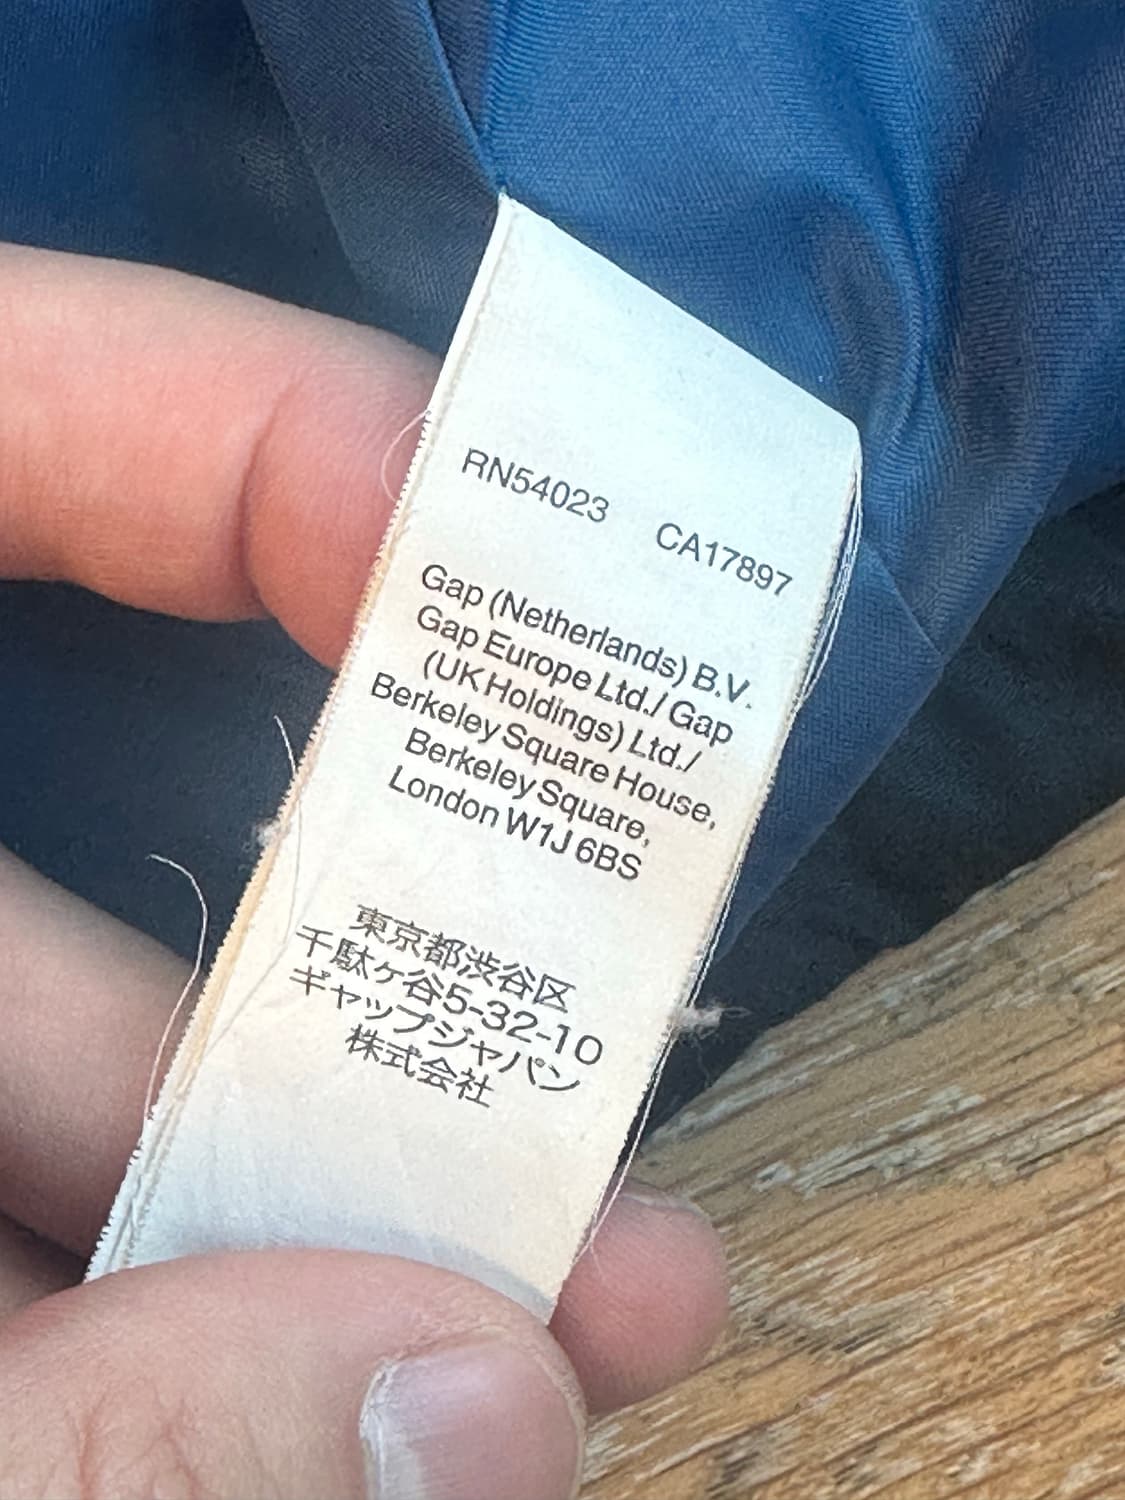 RN54023 CA17897
Gap (Netherlands) B.V.
Gap Europe Ltd./ Gap
(UK Holdings) Ltd./
Berkeley Square House,
Berkeley Square,
London W1J 6BS
東京都渋谷区
千駄ヶ谷5-32-10
ギャップジャパン
株式会社